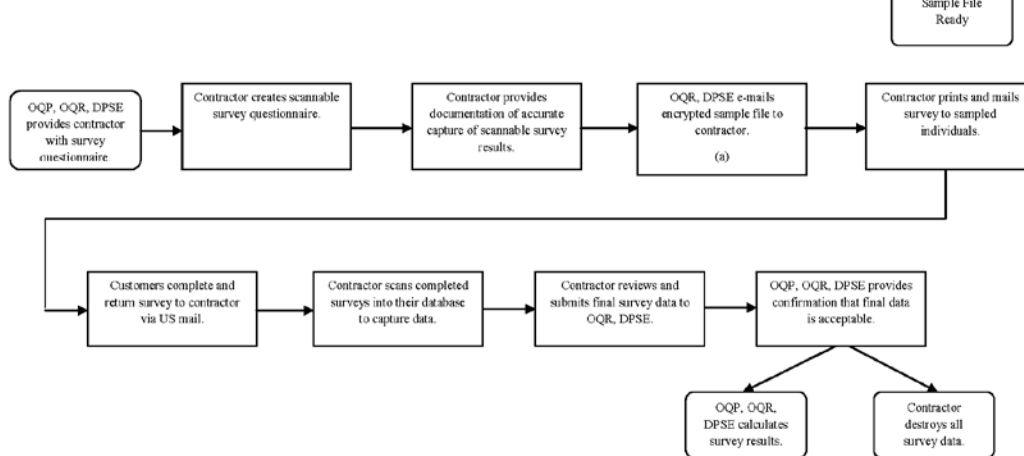 Sample File
Ready
OQP, OQR, DPSE
provides contractor
with survey
questionnaire.
Contractor creates scannable
survey questionnaire.
Contractor provides
documentation of accurate
capture of scannable survey
results.
OQR, DPSE e-mails
encrypted sample file to
contractor.
(a)
Contractor prints and mails
survey to sampled
individuals.
Customers complete and
return survey to contractor
via US mail.
Contractor scans completed
surveys into their database
to capture data.
Contractor reviews and
submits final survey data to
OQR, DPSE.
OQP, OQR, DPSE provides
confirmation that final data
is acceptable.
OQP, OQR,
DPSE calculates
survey results.
Contractor
destroys all
survey data.